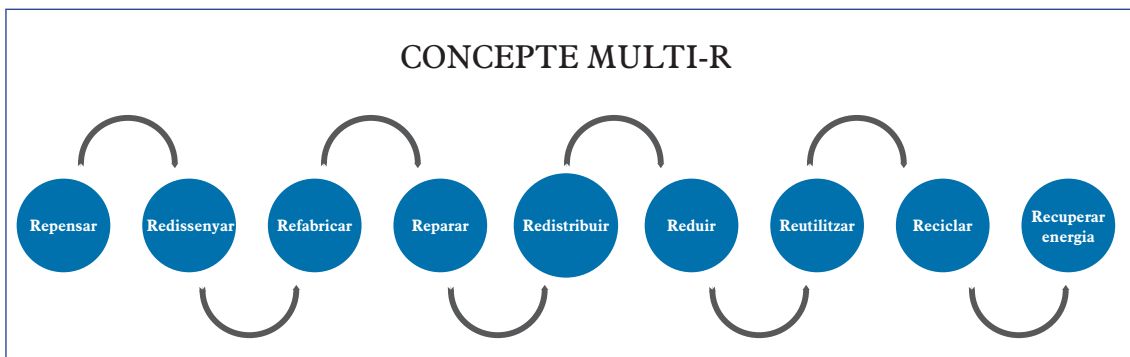 CONCEPTE MULTI-R
Repensar
Redissenyar
Refabricar
Reparar
Redistribuir
Reduir
Reutilitzar
Reciclar
Recuperar
energia